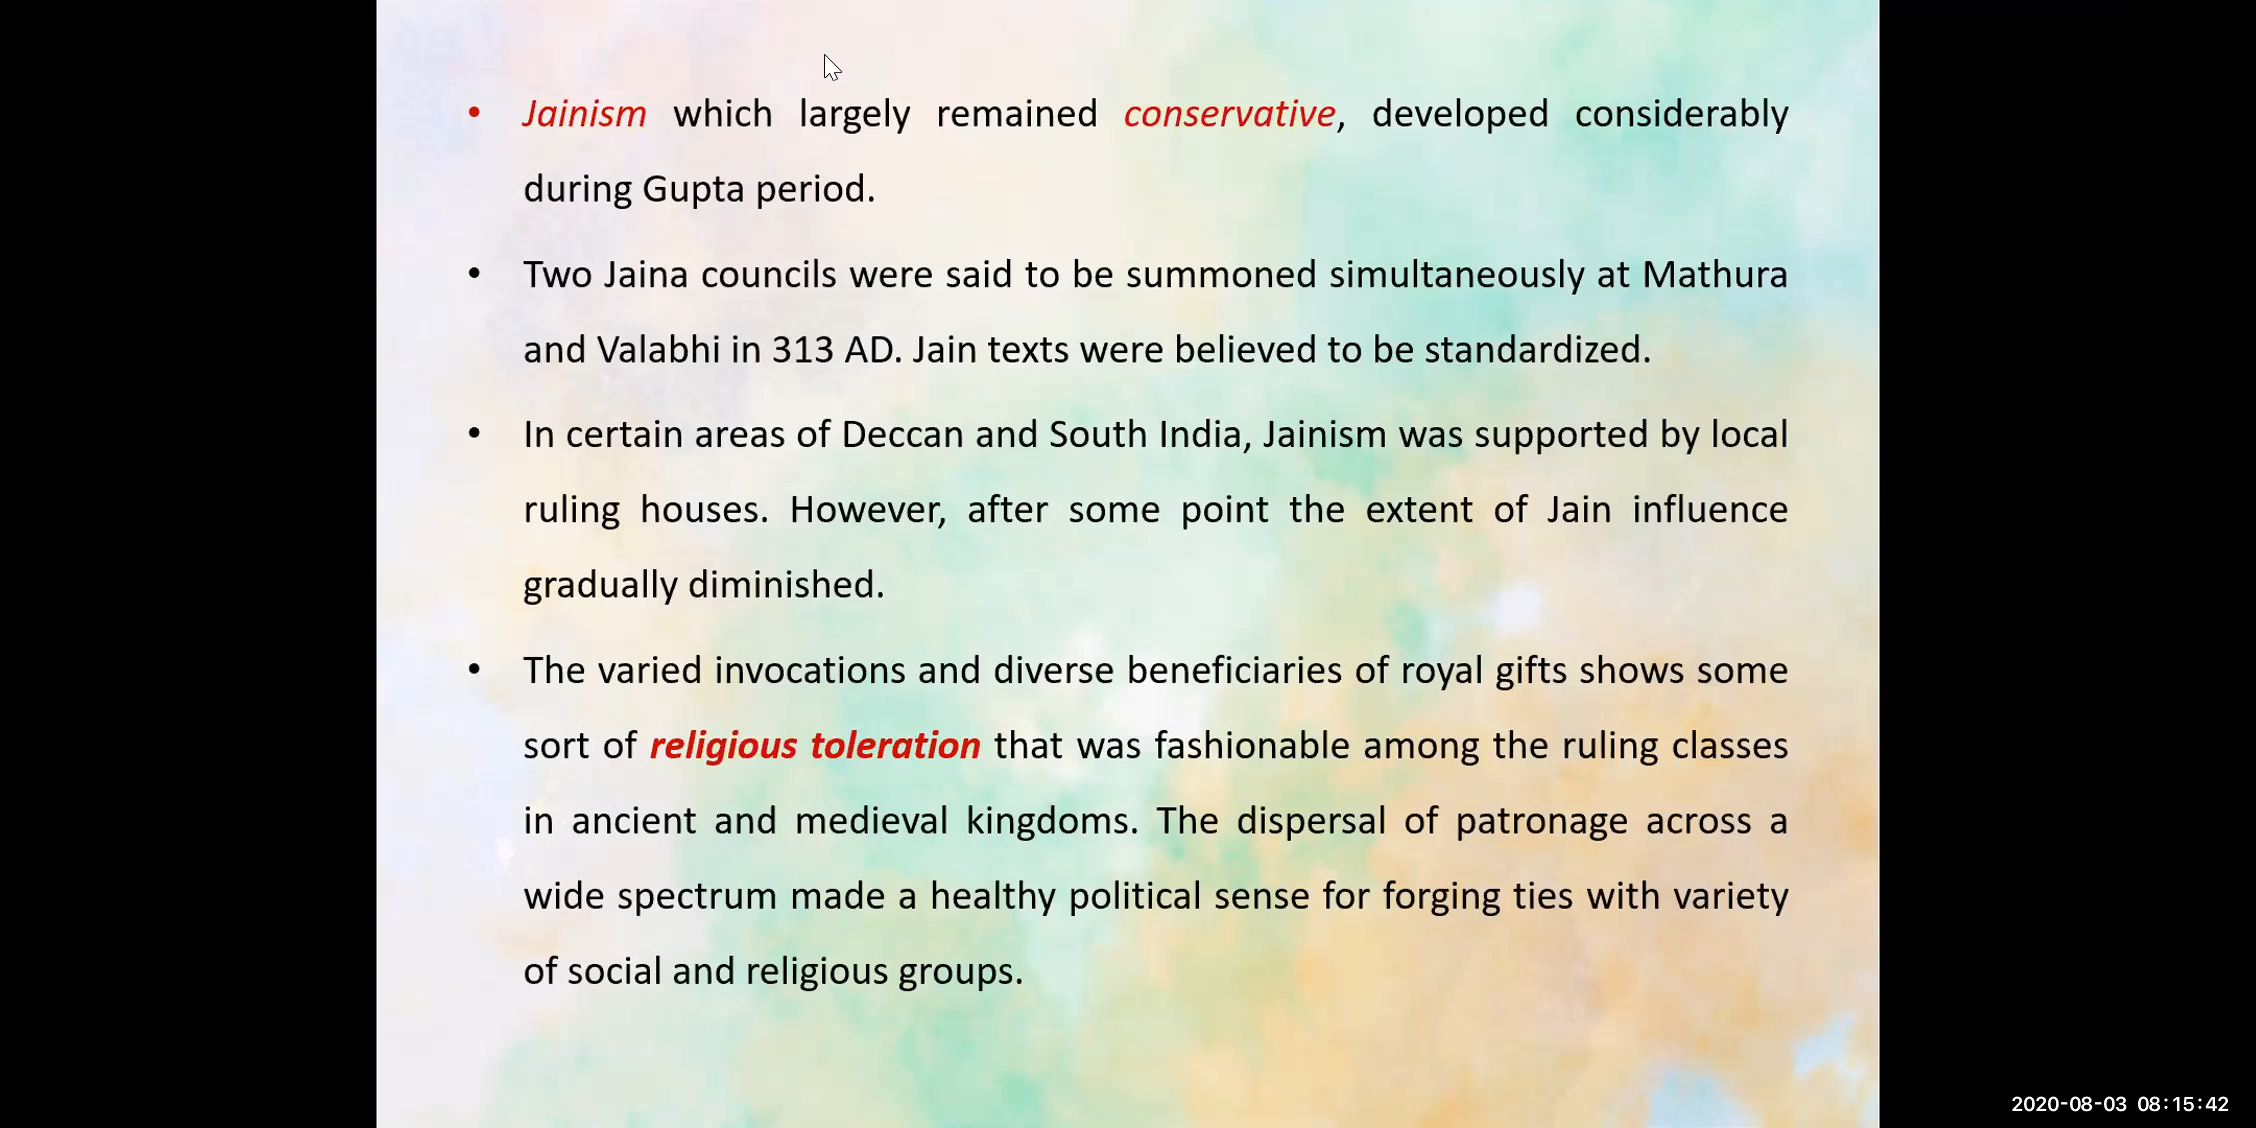 • Jainism which largely remained conservative, developed considerably
during Gupta period.
• Two Jaina councils were said to be summoned simultaneously at Mathura
and Valabhi in 313 AD. Jain texts were believed to be standardized.
• In certain areas of Deccan and South India, Jainism was supported by local
ruling houses. However, after some point the extent of Jain influence
gradually diminished.
• The varied invocations and diverse beneficiaries of royal gifts shows some
sort of religious toleration that was fashionable among the ruling classes
in ancient and medieval kingdoms. The dispersal of patronage across a
wide spectrum made a healthy political sense for forging ties with variety
of social and religious groups.
2020-08-03 08:15:42